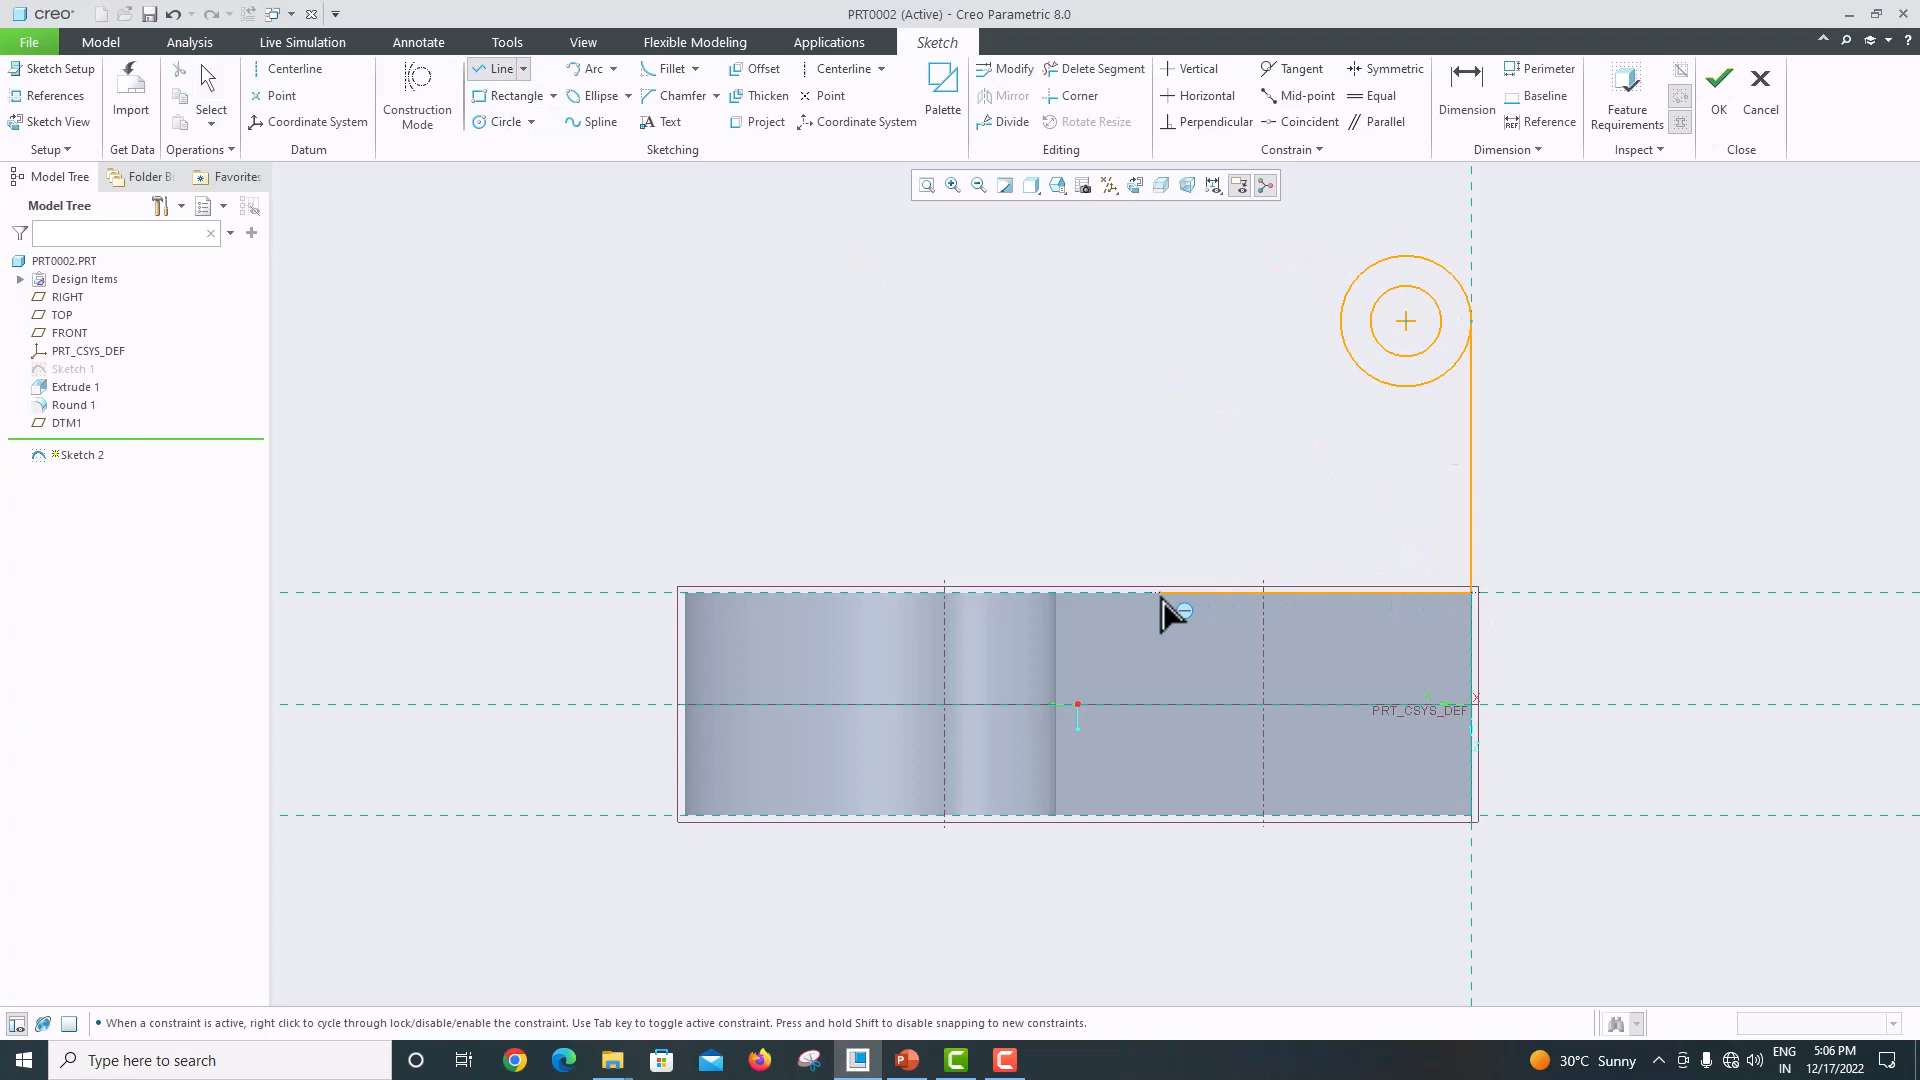 creo
PRT0002 (Active) - Creo Parametric 8.0
File Model Analysis Live Simulation Annotate Tools View Flexible Modeling Applications Sketch
Sketch Setup
References
Sketch View
Setup
Import
Get Data
Select
Operations
Centerline
Point
Coordinate System
Datum
Construction
Mode
Line Arc Fillet Offset Centerline
Rectangle Ellipse Chamfer Thicken Point
Circle Spline Text Project Coordinate System
Palette
Sketching
Modify Delete Segment
Mirror Corner
Divide Rotate Resize
Editing
Vertical Tangent Symmetric
Horizontal Mid-point Equal
Perpendicular Coincident Parallel
Constrain
Dimension
Perimeter
Baseline
REF Reference
Dimension
Feature
Requirements
Inspect
OK Cancel
Close
Model Tree Folder B Favorites
Model Tree
PRT0002.PRT
Design Items
RIGHT
TOP
FRONT
PRT_CSYS_DEF
Sketch 1
Extrude 1
Round 1
DTM1
Sketch 2
X
PRT_CSYS_DEF
Z
• When a constraint is active, right click to cycle through lock/disable/enable the constraint. Use Tab key to toggle active constraint. Press and hold Shift to disable snapping to new constraints.
Type here to search
30°C Sunny
ENG
IN
5:06 PM
12/17/2022